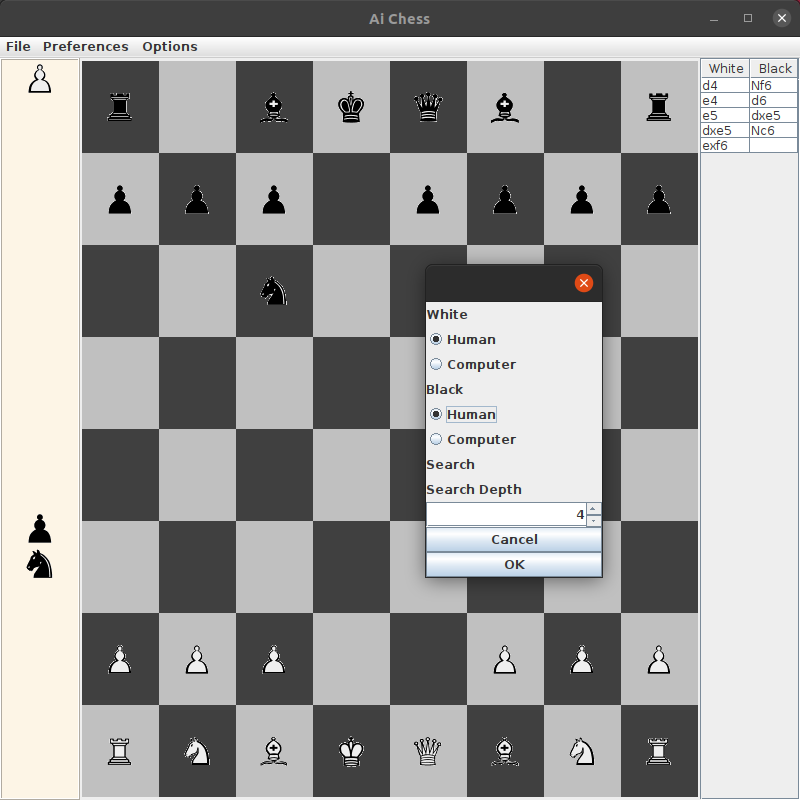 Ai Chess
File Preferences Options
White Black
d4 Nf6
e4 d6
e5 dxe5
dxe5 Nc6
exf6
White
Human
Computer
Black
Human
Computer
Search
Search Depth
4
Cancel
OK